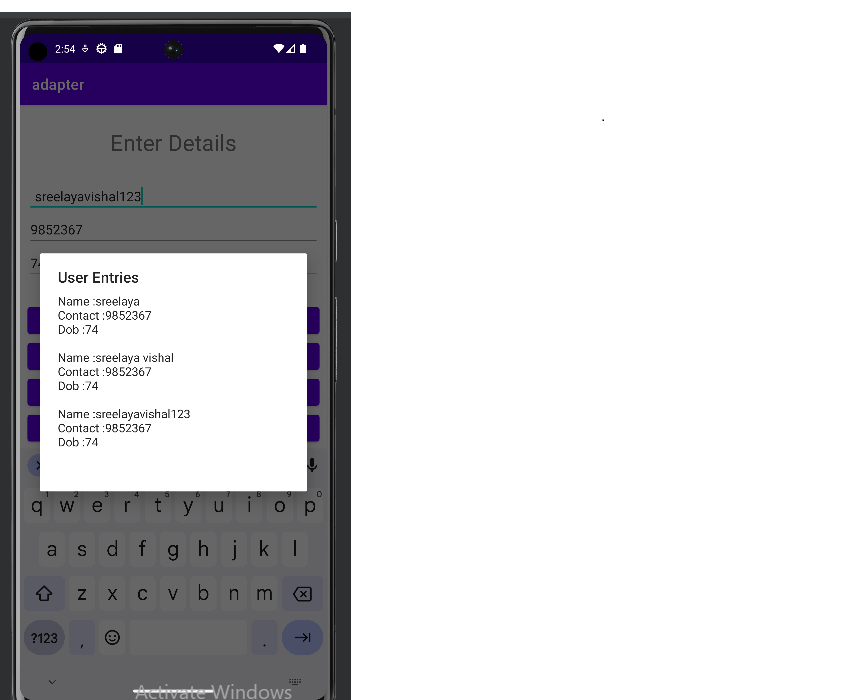 2:54
adapter
Enter Details
sreelayavishal123
9852367
74
User Entries
Name :sreelaya
Contact :9852367
Dob :74
Name :sreelaya vishal
Contact :9852367
Dob :74
Name :sreelayavishal123
Contact :9852367
Dob :74
1 2 3 4 5 6 7 8 9 0
q w e r t y u i o p
a s d f g h j k l
z x c v b n m
?123 , .
Activate Windows